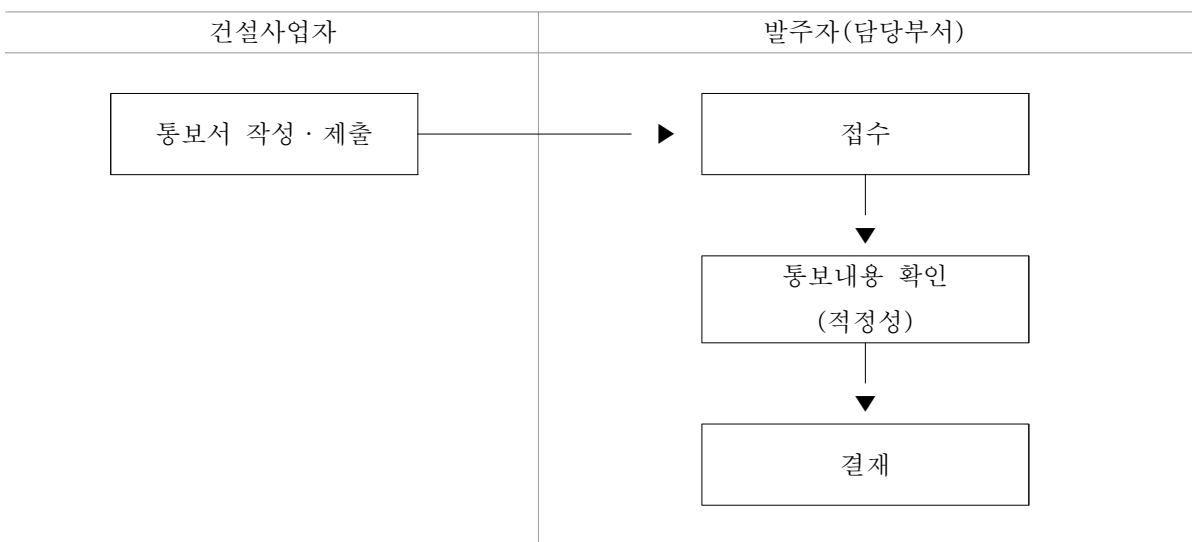 건설사업자
발주자(담당부서)
통보서 작성·제출
접수
통보내용 확인
(적정성)
결재